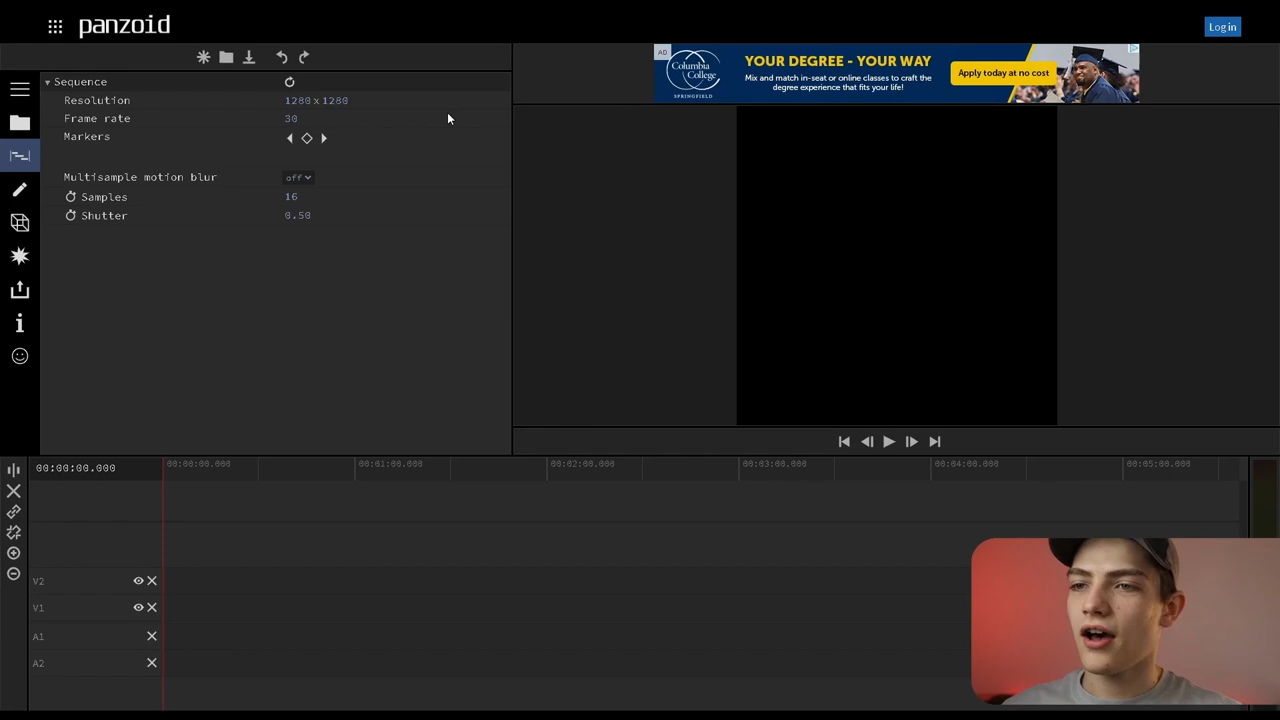 panzoid
Log in
AD
COLUMBIA
COLLEGE
SPRINGFIELD
YOUR DEGREE - YOUR WAY
Mix and match in-seat or online classes to craft the
degree experience that fits your life!
Apply today at no cost
Sequence
Resolution 1280 x 1280
Frame rate 30
Markers
Multisample motion blur off
Samples 16
Shutter 0.50
00:00:00.000
00:00:00.000 00:01:00.000 00:02:00.000 00:03:00.000 00:04:00.000 00:05:00.000
V2
V1
A1
A2